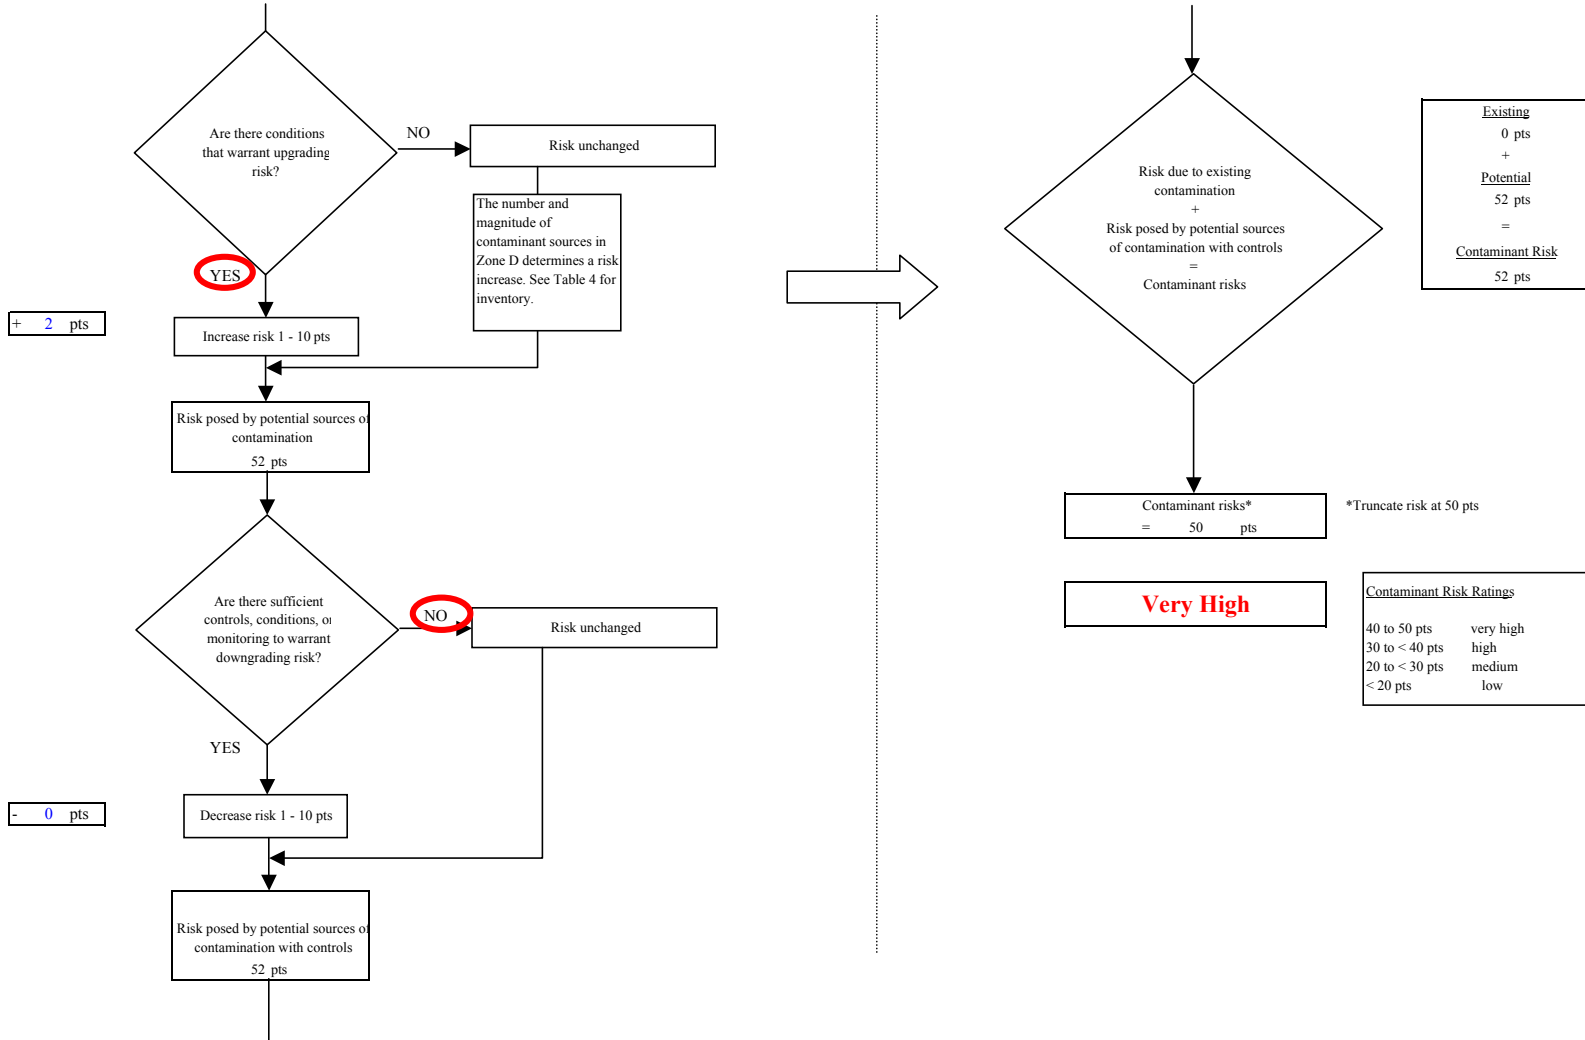 Are there conditions
that warrant upgrading
risk?
NO
Risk unchanged
The number and
magnitude of
contaminant sources in
Zone D determines a risk
increase. See Table 4 for
inventory.
YES
+ 2 pts
Increase risk 1 - 10 pts
Risk posed by potential sources of
contamination
52 pts
Are there sufficient
controls, conditions, or
monitoring to warrant
downgrading risk?
NO
Risk unchanged
YES
- 0 pts
Decrease risk 1 - 10 pts
Risk posed by potential sources of
contamination with controls
52 pts
Risk due to existing
contamination
+
Risk posed by potential sources
of contamination with controls
=
Contaminant risks
Existing
0 pts
+
Potential
52 pts
=
Contaminant Risk
52 pts
Contaminant risks*
= 50 pts
*Truncate risk at 50 pts
Very High
Contaminant Risk Ratings
40 to 50 pts very high
30 to < 40 pts high
20 to < 30 pts medium
< 20 pts low